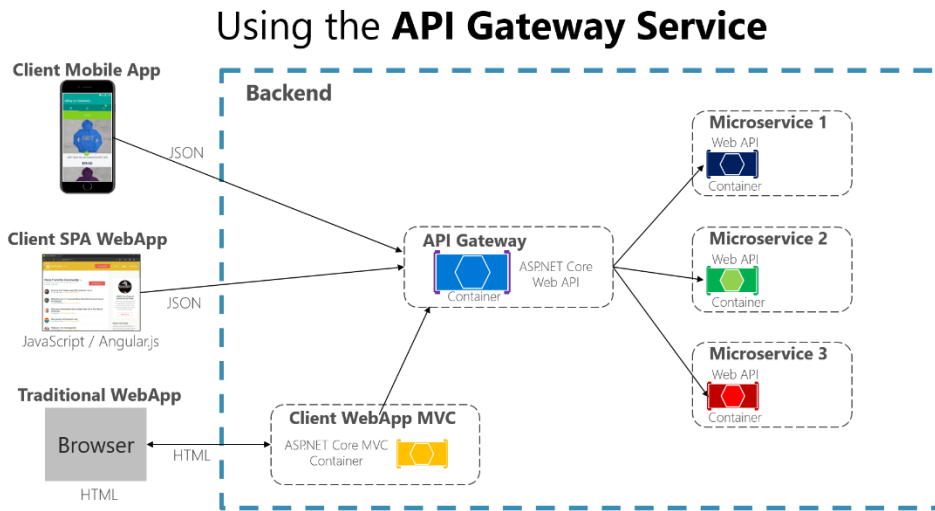 Using the API Gateway Service
Client Mobile App
Backend
JSON
Microservice 1
Web API
Container
Client SPA WebApp
JSON
JavaScript / Angular.js
API Gateway
ASP.NET Core
Web API
Container
Microservice 2
Web API
Container
Microservice 3
Web API
Container
Traditional WebApp
Browser
HTML
HTML
Client WebApp MVC
ASP.NET Core MVC
Container